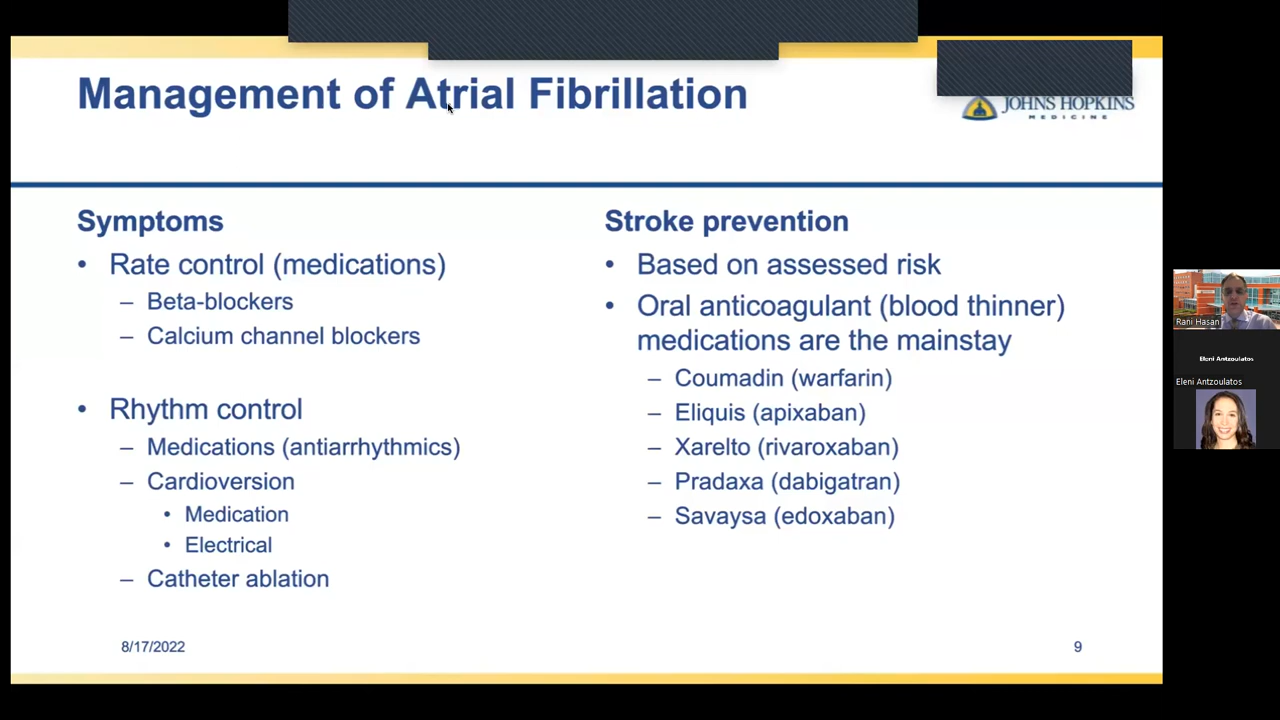 Management of Atrial Fibrillation
JOHNS HOPKINS
MEDICINE
Symptoms
• Rate control (medications)
– Beta-blockers
– Calcium channel blockers
• Rhythm control
– Medications (antiarrhythmics)
– Cardioversion
• Medication
• Electrical
– Catheter ablation
Stroke prevention
• Based on assessed risk
• Oral anticoagulant (blood thinner)
medications are the mainstay
– Coumadin (warfarin)
– Eliquis (apixaban)
– Xarelto (rivaroxaban)
– Pradaxa (dabigatran)
– Savaysa (edoxaban)
8/17/2022
9
Rani Hasan
Eleni Antzoulatos
Eleni Antzoulatos